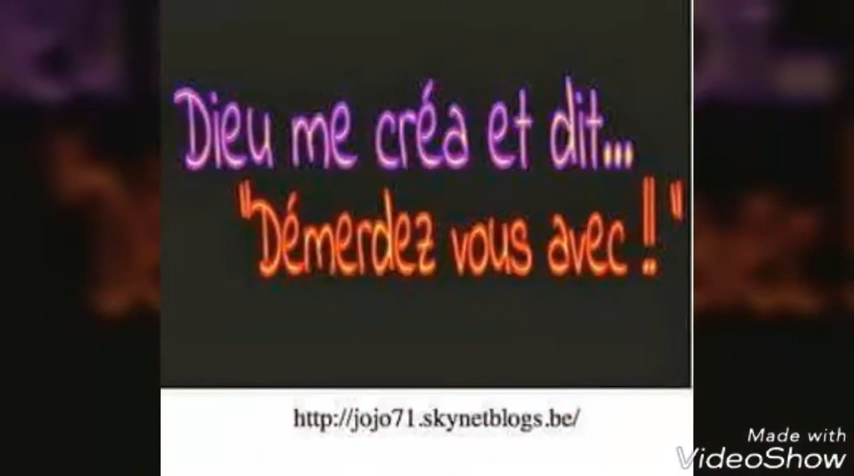 Dieu me créa et dit...
"Démerdez vous avec !! "
http://jojo71.skynetblogs.be/
Made with
VideoShow